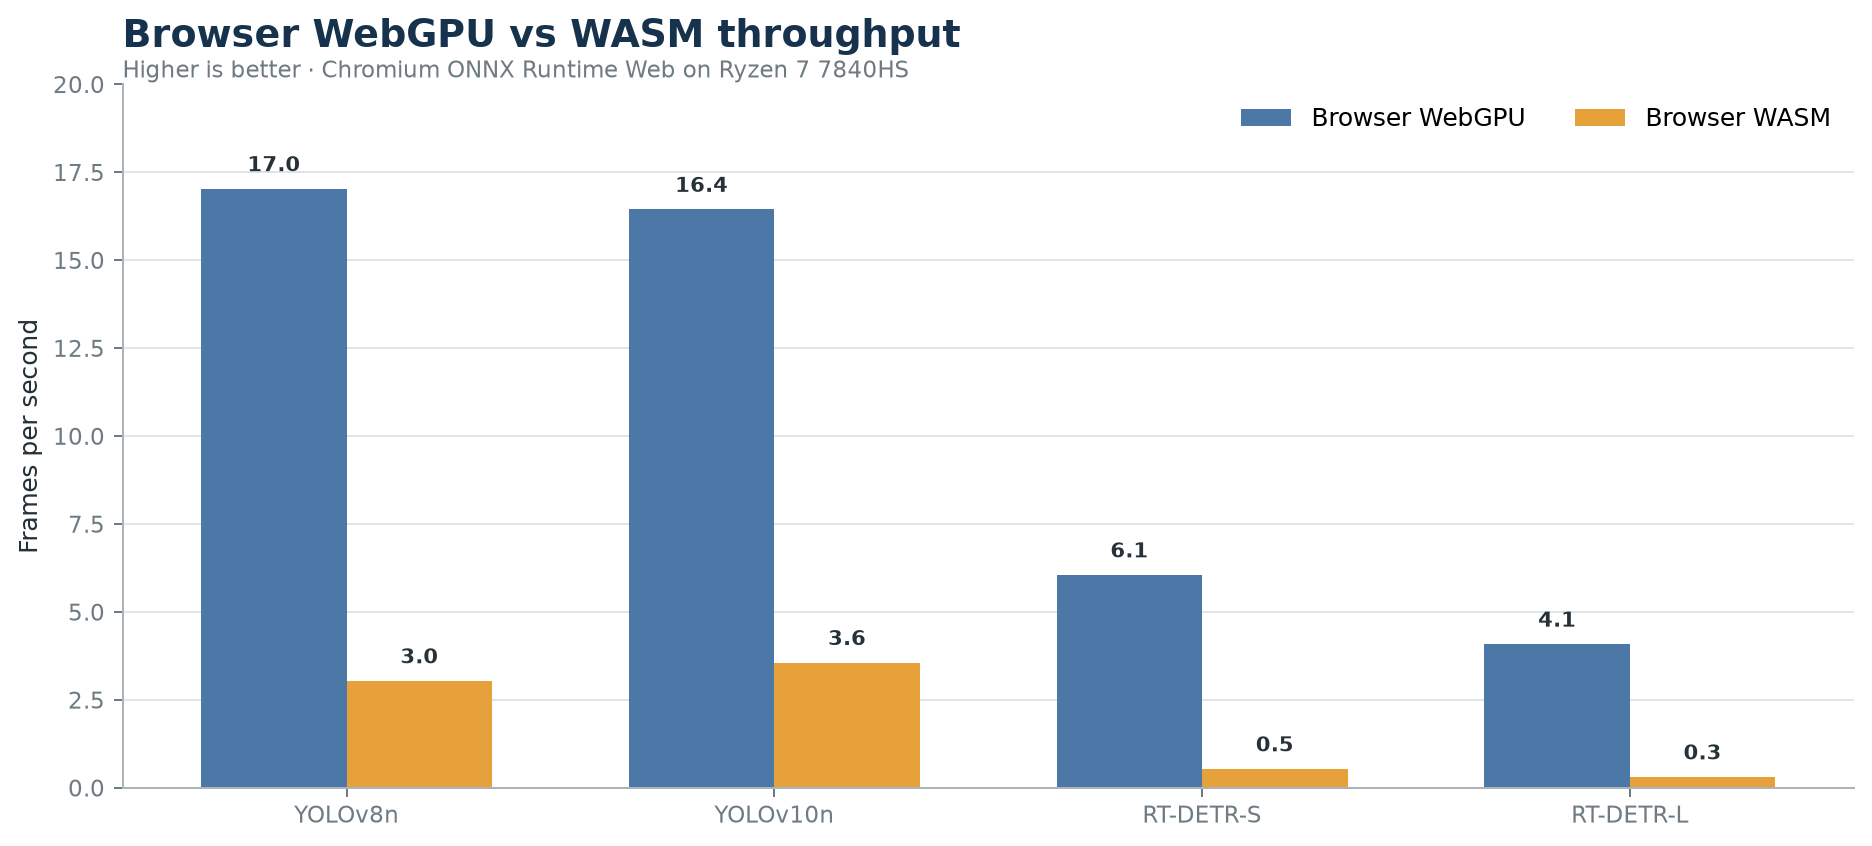 Browser WebGPU vs WASM throughput
Higher is better · Chromium ONNX Runtime Web on Ryzen 7 7840HS
Browser WebGPU
Browser WASM
Frames per second
20.0
17.5
15.0
12.5
10.0
7.5
5.0
2.5
0.0
17.0
3.0
16.4
3.6
6.1
0.5
4.1
0.3
YOLOv8n
YOLOv10n
RT-DETR-S
RT-DETR-L